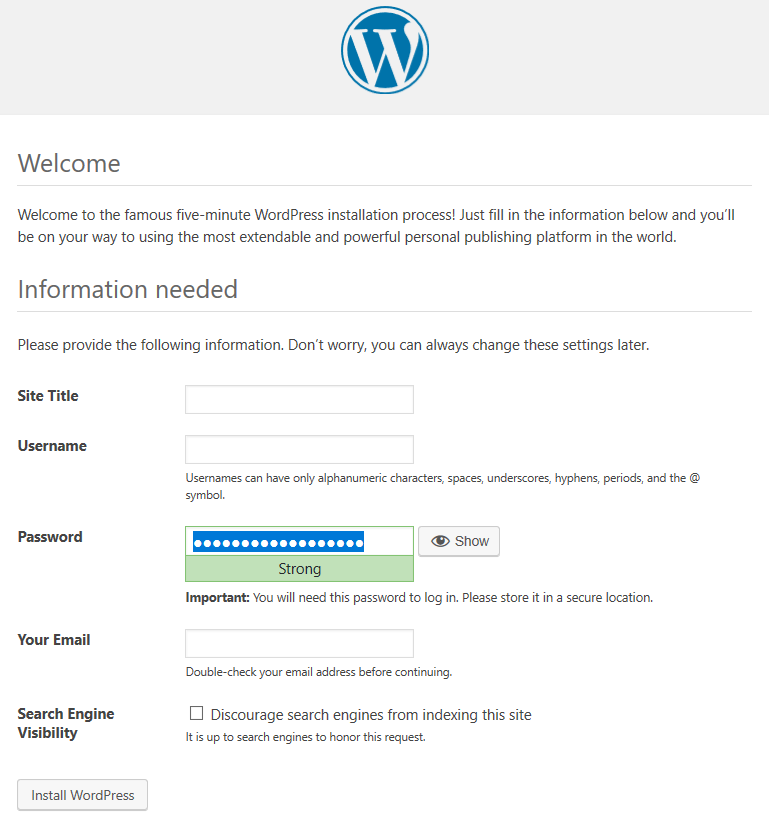 Welcome
Welcome to the famous five-minute WordPress installation process! Just fill in the information below and you’ll
be on your way to using the most extendable and powerful personal publishing platform in the world.
Information needed
Please provide the following information. Don’t worry, you can always change these settings later.
Site Title
Username
Usernames can have only alphanumeric characters, spaces, underscores, hyphens, periods, and the @
symbol.
Password
●●●●●●●●●●●●●●●●●●
Show
Strong
Important: You will need this password to log in. Please store it in a secure location.
Your Email
Double-check your email address before continuing.
Search Engine
Visibility
Discourage search engines from indexing this site
It is up to search engines to honor this request.
Install WordPress